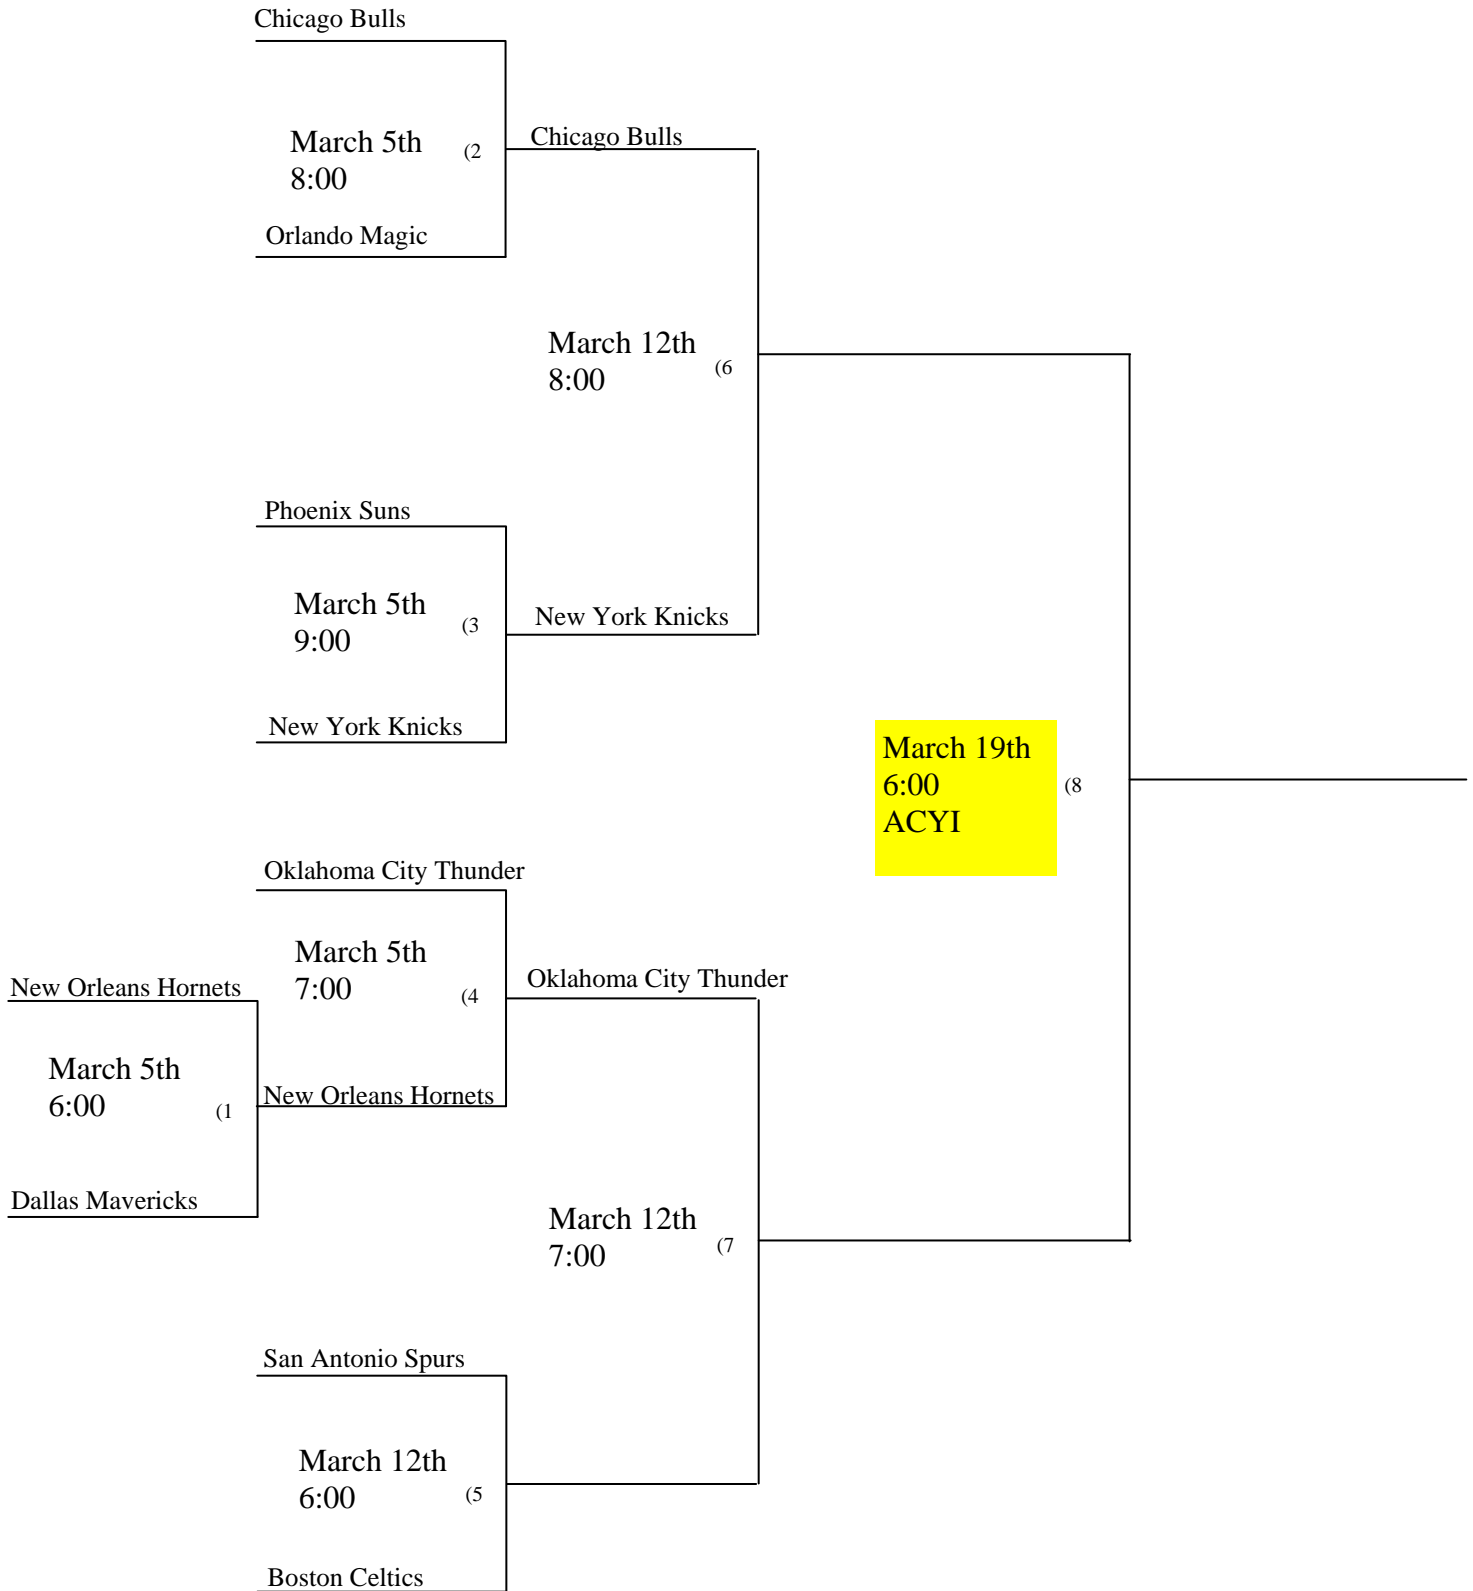 Chicago Bulls
March 5th
8:00
(2
Chicago Bulls
Orlando Magic
March 12th
8:00
(6
Phoenix Suns
March 5th
9:00
(3
New York Knicks
New York Knicks
March 19th
6:00
ACYI
(8
Oklahoma City Thunder
March 5th
7:00
(4
Oklahoma City Thunder
New Orleans Hornets
March 5th
6:00
(1
New Orleans Hornets
Dallas Mavericks
March 12th
7:00
(7
San Antonio Spurs
March 12th
6:00
(5
Boston Celtics